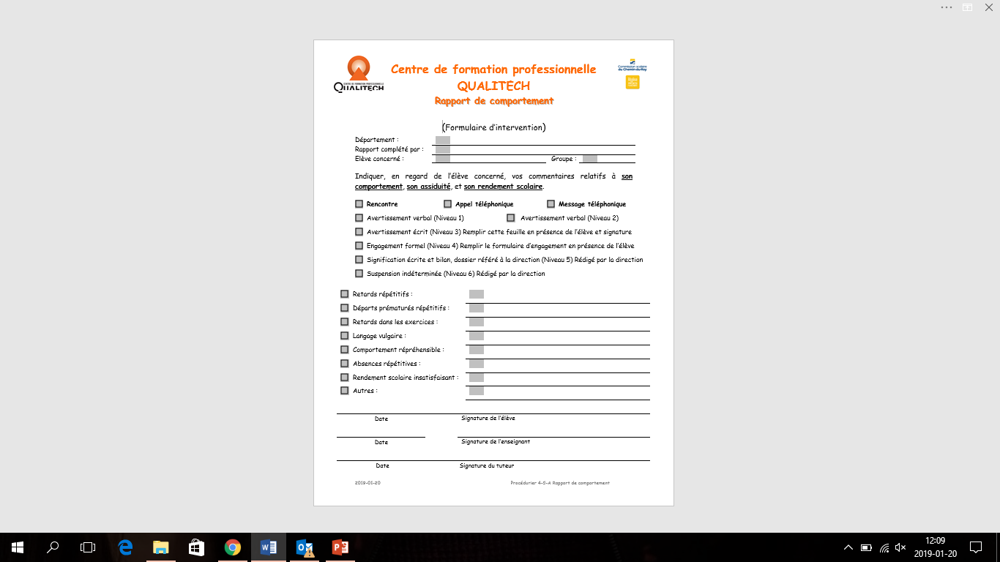 Centre de formation professionnelle
QUALITECH
Rapport de comportement
CENTRE DE FORMATION PROFESSIONNELLE
QUALITECH
Commission scolaire
du Chemin-du-Roy
(Formulaire d'intervention)
Département :
Rapport complété par :
Elève concerné : Groupe :
Indiquer, en regard de l'élève concerné, vos commentaires relatifs à son
comportement, son assiduité, et son rendement scolaire.
Rencontre Appel téléphonique Message téléphonique
Avertissement verbal (Niveau 1) Avertissement verbal (Niveau 2)
Avertissement écrit (Niveau 3) Remplir cette feuille en présence de l'élève et signature
Engagement formel (Niveau 4) Remplir le formulaire d'engagement en présence de l'élève
Signification écrite et bilan, dossier référé à la direction (Niveau 5) Rédigé par la direction
Suspension indéterminée (Niveau 6) Rédigé par la direction
Retards répétitifs :
Départs prématurés répétitifs :
Retards dans les exercices :
Langage vulgaire :
Comportement répréhensible :
Absences répétitives :
Rendement scolaire insatisfaisant :
Autres :
Date Signature de l'élève
Date Signature de l'enseignant
Date Signature du tuteur
2019-01-20 Procédurier 4-5-A Rapport de comportement
12:09
2019-01-20